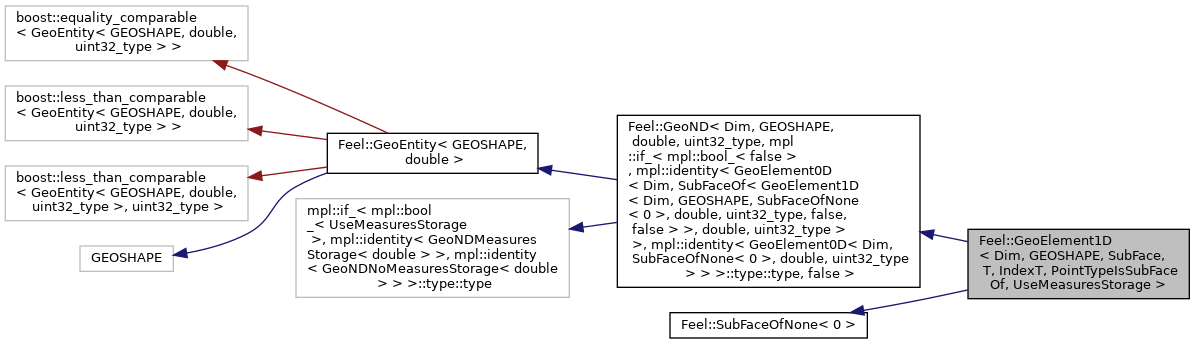 boost::equality_comparable
< GeoEntity< GEOSHAPE, double,
uint32_type > >
boost::less_than_comparable
< GeoEntity< GEOSHAPE, double,
uint32_type > >
boost::less_than_comparable
< GeoEntity< GEOSHAPE, double,
uint32_type >, uint32_type >
GEOSHAPE
Feel::GeoEntity< GEOSHAPE,
double >
mpl::if_< mpl::bool
_< UseMeasuresStorage
>, mpl::identity< GeoNDMeasures
Storage< double > >, mpl::identity
< GeoNDNoMeasuresStorage< double
> > >::type::type
Feel::GeoND< Dim, GEOSHAPE,
double, uint32_type, mpl
::if_< mpl::bool_< false >
, mpl::identity< GeoElement0D
< Dim, SubFaceOf< GeoElement1D
< Dim, GEOSHAPE, SubFaceOfNone
< 0 >, double, uint32_type, false,
false > >, double, uint32_type >
>, mpl::identity< GeoElement0D< Dim,
SubFaceOfNone< 0 >, double, uint32_type
> > >::type::type, false >
Feel::SubFaceOfNone< 0 >
Feel::GeoElement1D
< Dim, GEOSHAPE, SubFace,
T, IndexT, PointTypeIsSubFace
Of, UseMeasuresStorage >